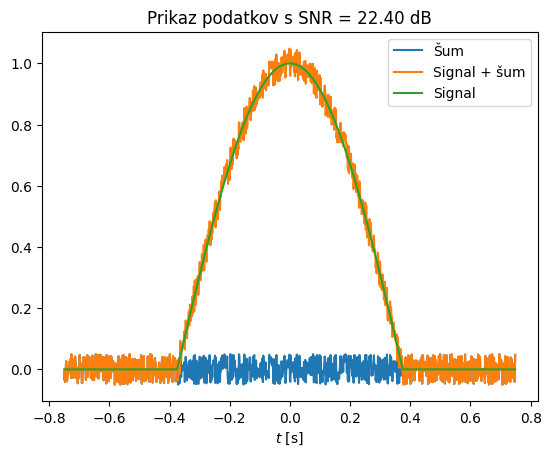 Prikaz podatkov s SNR = 22.40 dB
Šum
Signal + šum
Signal
1.0
0.8
0.6
0.4
0.2
0.0
−0.8 −0.6 −0.4 −0.2 0.0 0.2 0.4 0.6 0.8
t [s]